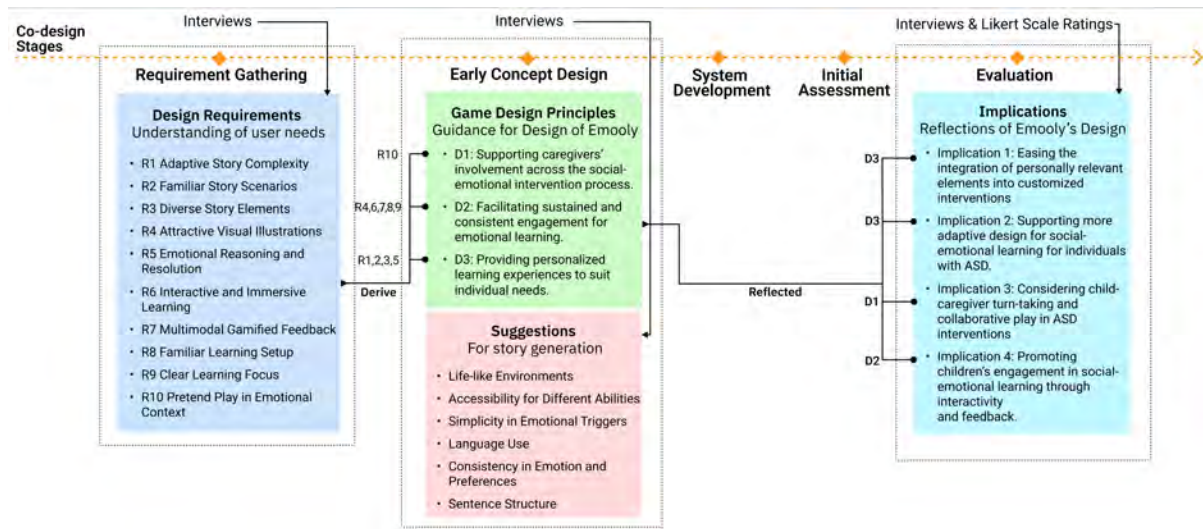 Interviews
Interviews
Interviews & Likert Scale Ratings
Co-design
Stages
Requirement Gathering
Early Concept Design
System
Development
Initial
Assessment
Evaluation
Design Requirements
Understanding of user needs
• R1 Adaptive Story Complexity
• R2 Familiar Story Scenarios
• R3 Diverse Story Elements
• R4 Attractive Visual Illustrations
• R5 Emotional Reasoning and
Resolution
• R6 Interactive and Immersive
Learning
• R7 Multimodal Gamified Feedback
• R8 Familiar Learning Setup
• R9 Clear Learning Focus
• R10 Pretend Play in Emotional
Context
R10
R4,6,7,8,9
R1,2,3,5
Derive
Game Design Principles
Guidance for Design of Emooly
• D1: Supporting caregivers'
involvement across the social-
emotional intervention process.
• D2: Facilitating sustained and
consistent engagement for
emotional learning.
• D3: Providing personalized
learning experiences to suit
individual needs.
Suggestions
For story generation
• Life-like Environments
• Accessibility for Different Abilities
• Simplicity in Emotional Triggers
• Language Use
• Consistency in Emotion and
Preferences
• Sentence Structure
Reflected
D3
D3
D1
D2
Implications
Reflections of Emooly's Design
• Implication 1: Easing the
integration of personally relevant
elements into customized
interventions
• Implication 2: Supporting more
adaptive design for social-
emotional learning for individuals
with ASD.
• Implication 3: Considering child-
caregiver turn-taking and
collaborative play in ASD
interventions
• Implication 4: Promoting
children's engagement in social-
emotional learning through
interactivity
and feedback.